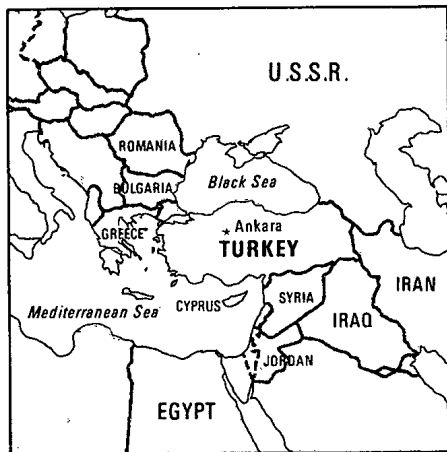 U.S.S.R.
ROMANIA
Black Sea
BULGARIA
Ankara
GREECE
TURKEY
IRAN
Mediterranean Sea
CYPRUS
SYRIA
IRAQ
JORDAN
EGYPT